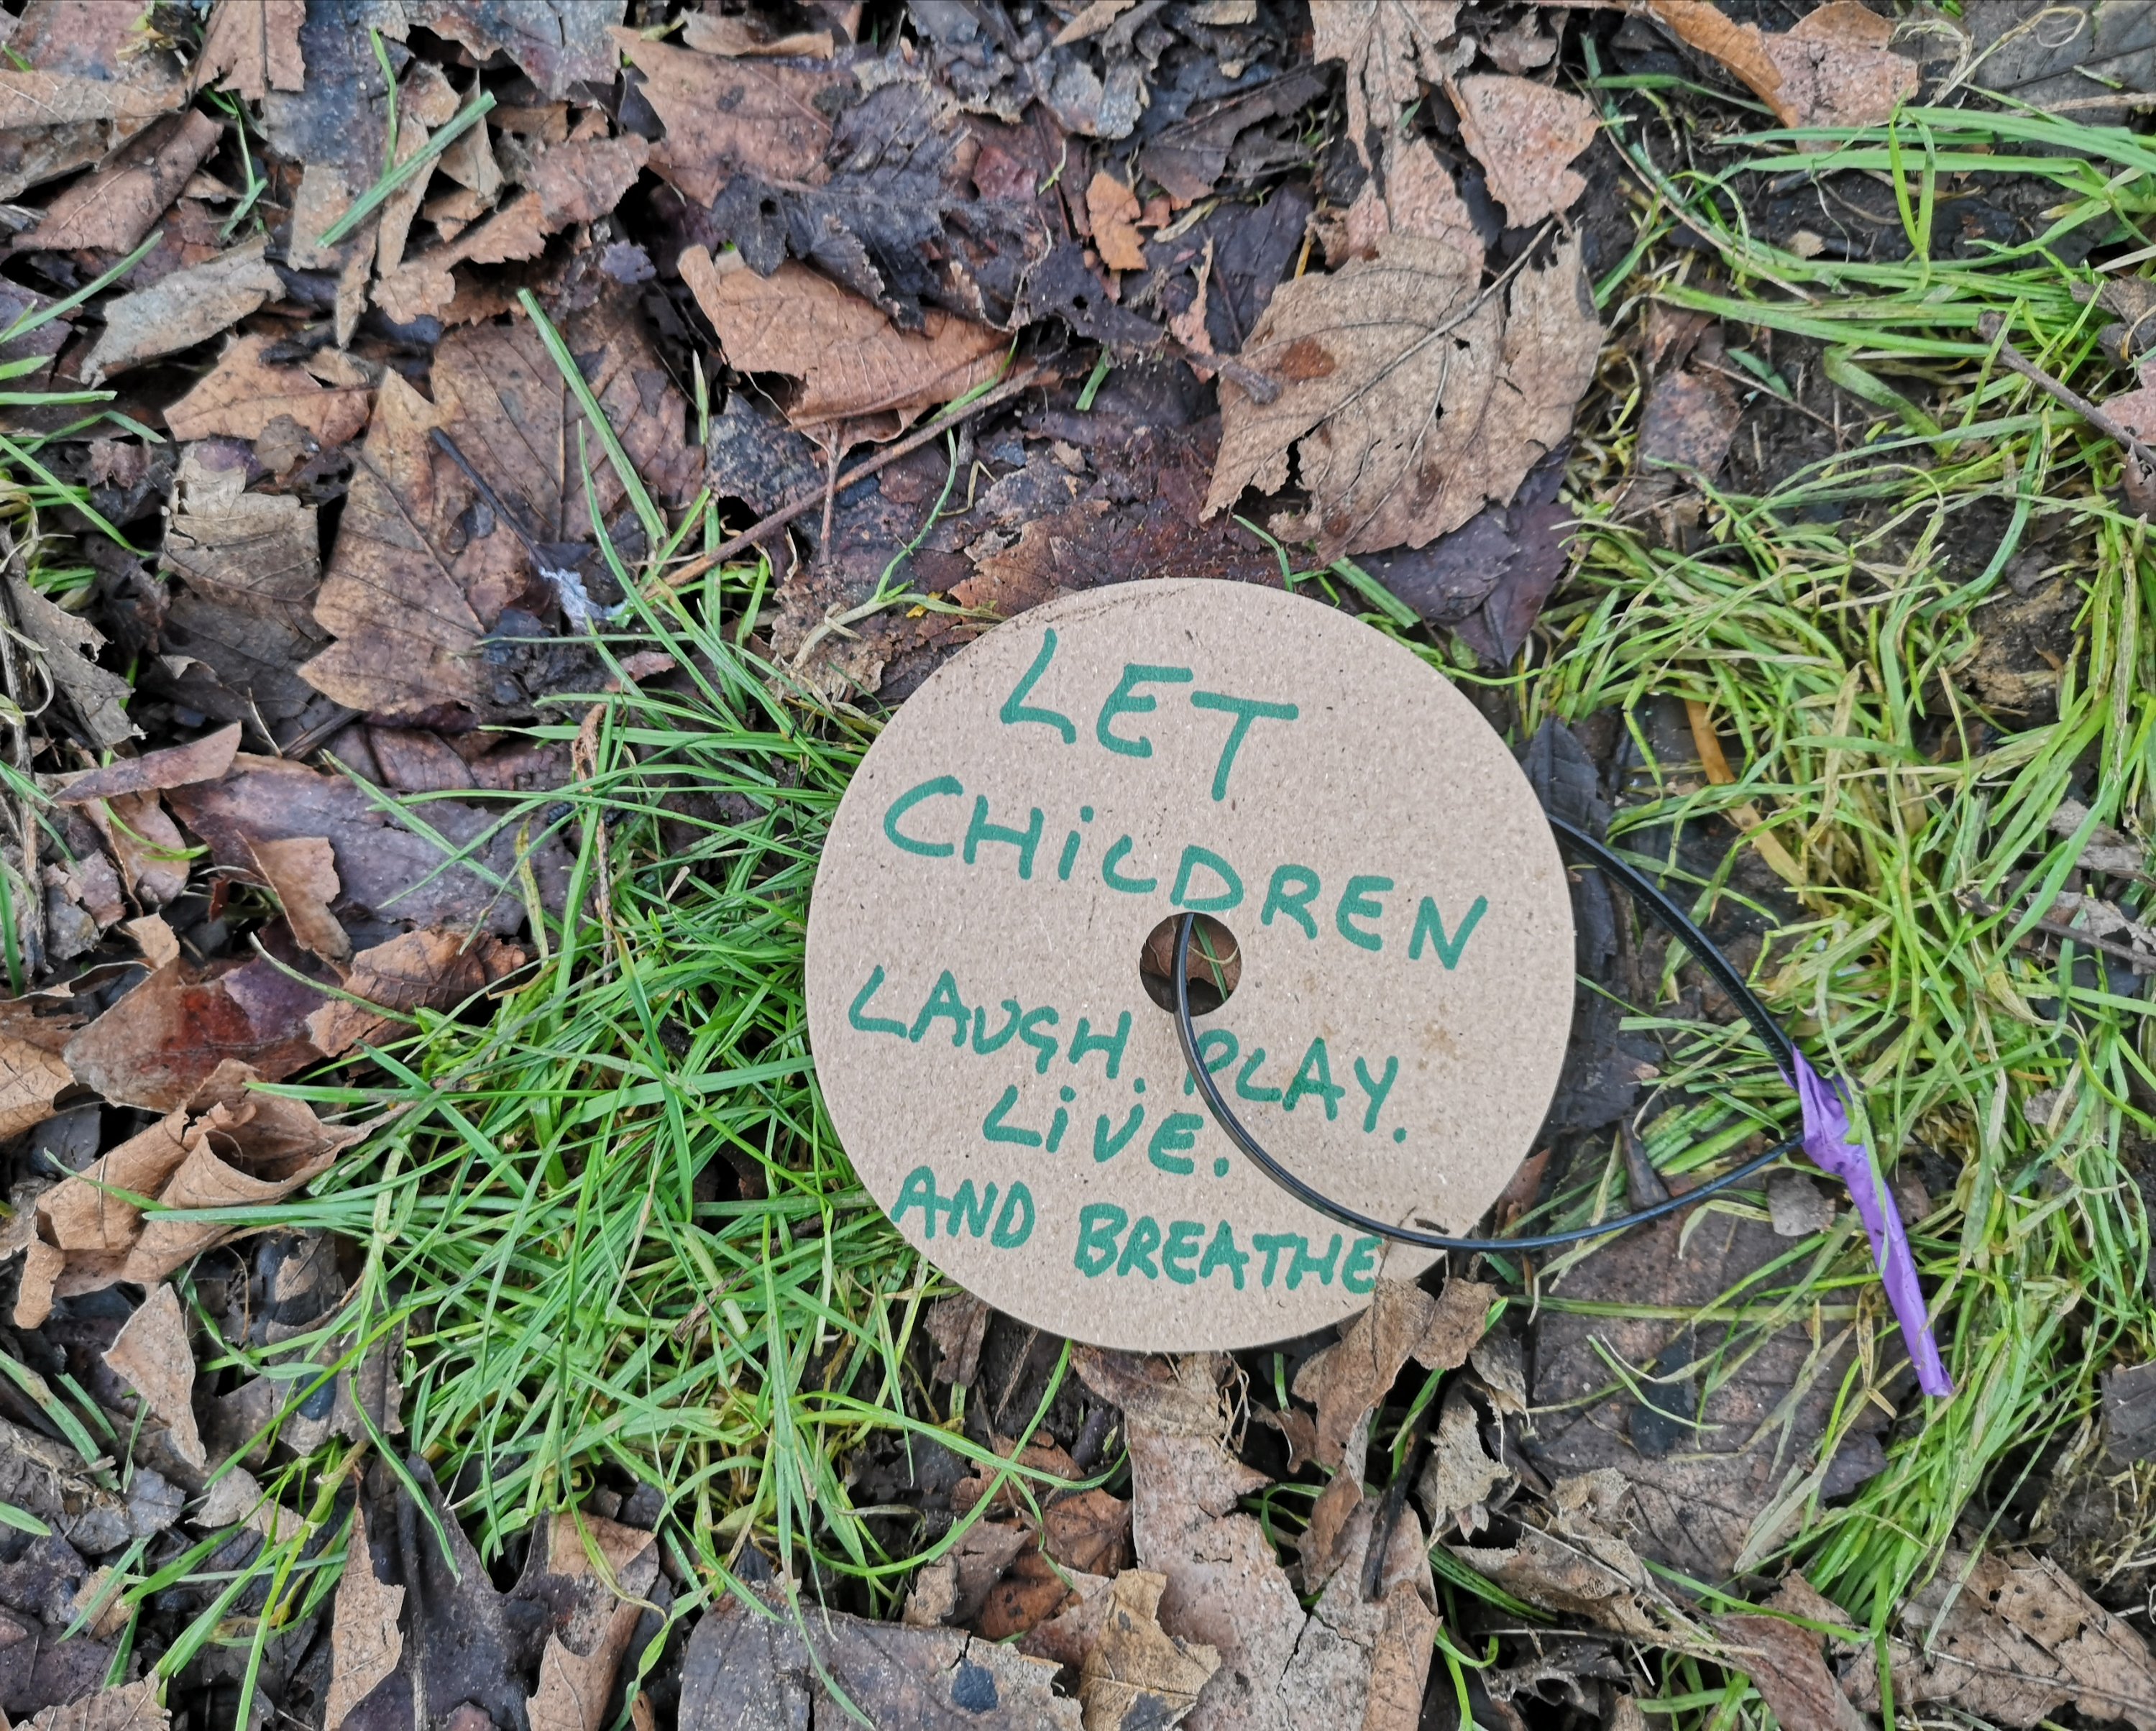 LET
CHiLDREN
LAUGH. PLAY.
LiVE.
AND BREATHE